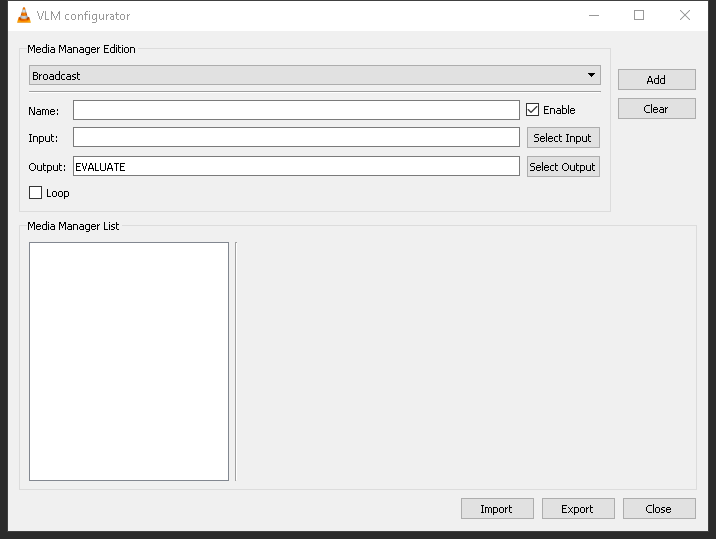 VLM configurator
Media Manager Edition
Broadcast
Add
Name:
Enable
Clear
Input:
Select Input
Output: EVALUATE
Select Output
Loop
Media Manager List
Import
Export
Close